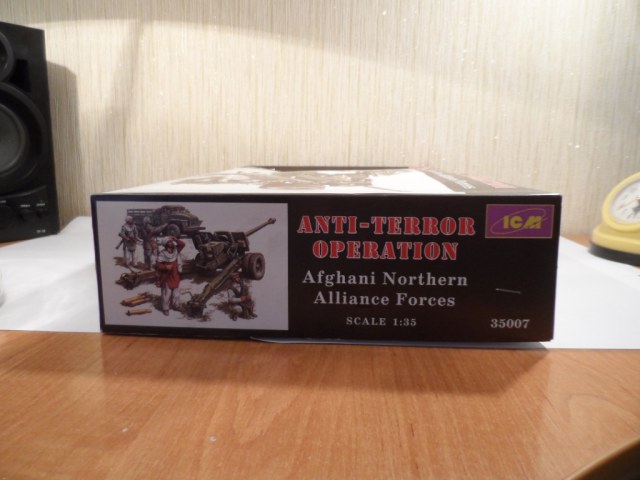 ANTI-TERROR
OPERATION
ICM
Afghani Northern
Alliance Forces
SCALE 1:35
35007